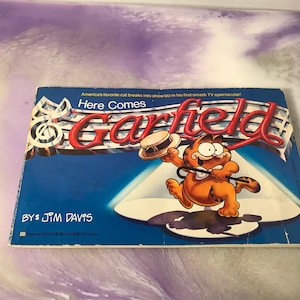 America's favorite cat breaks into show biz in his first smash TV spectacular!
Here Comes
Garfield
BY: JIM DAVIS